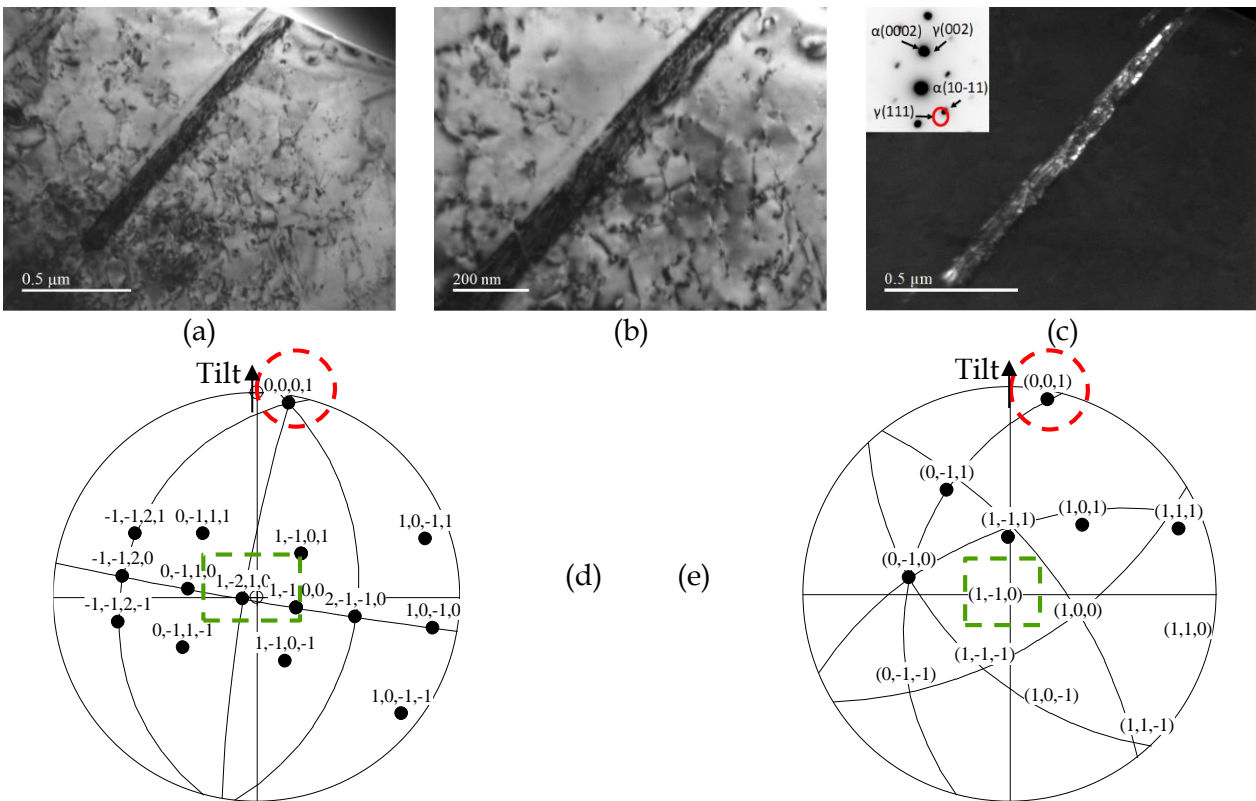 α(0002) γ(002)
α(10-11)
γ(111)
0.5 µm
200 nm
0.5 µm
(a)
(b)
(c)
Tilt
0,0,0,1
-1,-1,2,1
0,-1,1,1
1,-1,0,1
1,0,-1,1
-1,-1,2,0
0,-1,1,0
1,-2,1,0
1,-1,0,0
2,-1,-1,0
1,0,-1,0
-1,-1,2,-1
0,-1,1,-1
1,-1,0,-1
1,0,-1,-1
(d)
(e)
Tilt
(0,0,1)
(0,-1,1)
(1,-1,1)
(1,0,1)
(1,1,1)
(0,-1,0)
(1,-1,0)
(1,0,0)
(1,1,0)
(0,-1,-1)
(1,-1,-1)
(1,0,-1)
(1,1,-1)